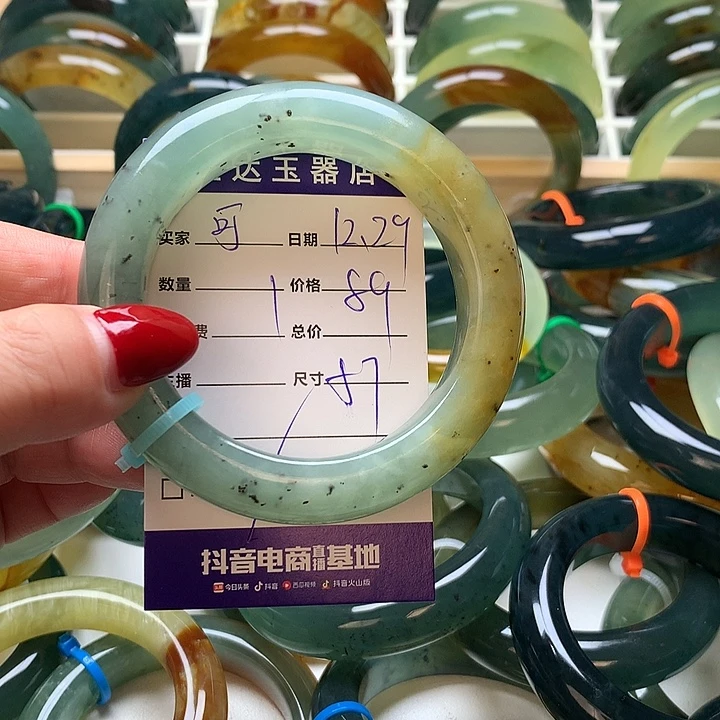 达玉器店
买家 可 日期 12.29
数量 1 价格 89
费 总价
主播 尺寸 57
抖音电商直播基地
今日头条 抖音 西瓜视频 抖音火山版